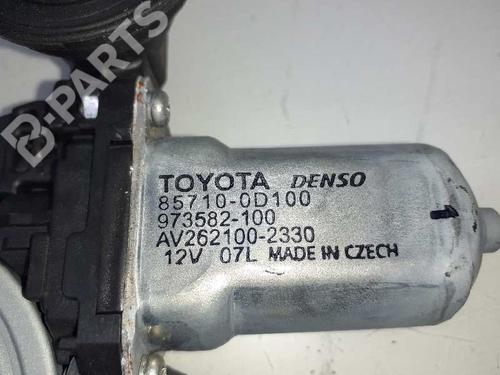 B-PARTS
TOYOTA DENSO
85710-0D100
973582-100
AV262100-2330
12V 07L MADE IN CZECH